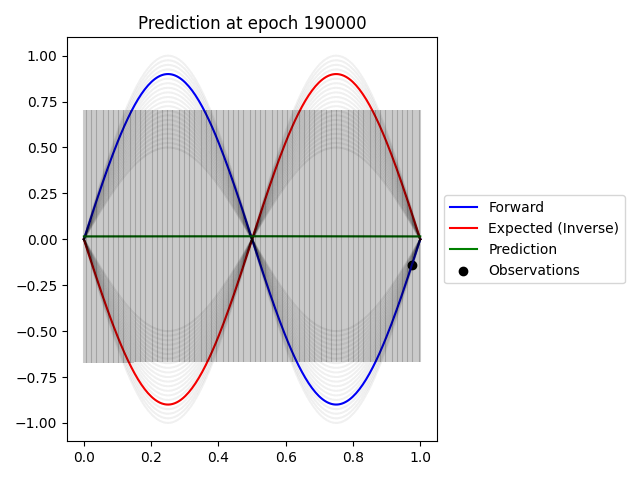 Prediction at epoch 190000
1.00
0.75
0.50
0.25
0.00
−0.25
−0.50
−0.75
−1.00
0.0 0.2 0.4 0.6 0.8 1.0
Forward
Expected (Inverse)
Prediction
Observations